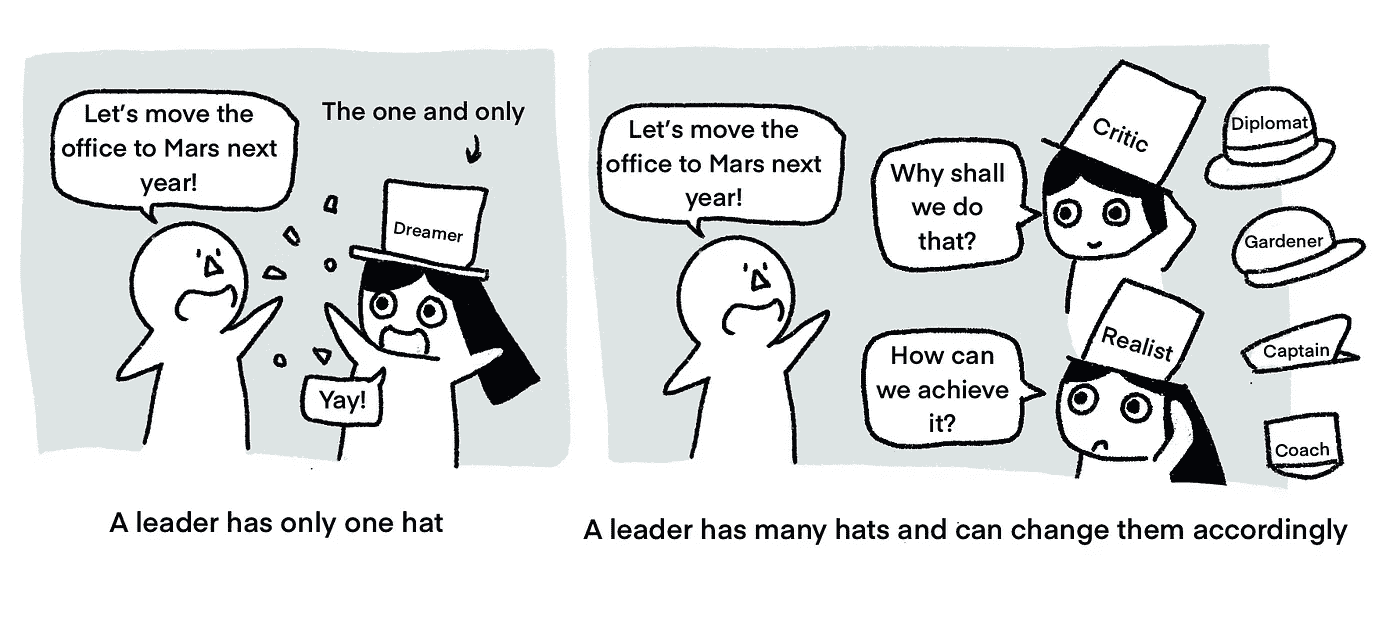 Let's move the
office to Mars next
year!
The one and only
Dreamer
Yay!
A leader has only one hat
Let's move the
office to Mars next
year!
Why shall
we do
that?
Critic
How can
we achieve
it?
Realist
Diplomat
Gardener
Captain
Coach
A leader has many hats and can change them accordingly